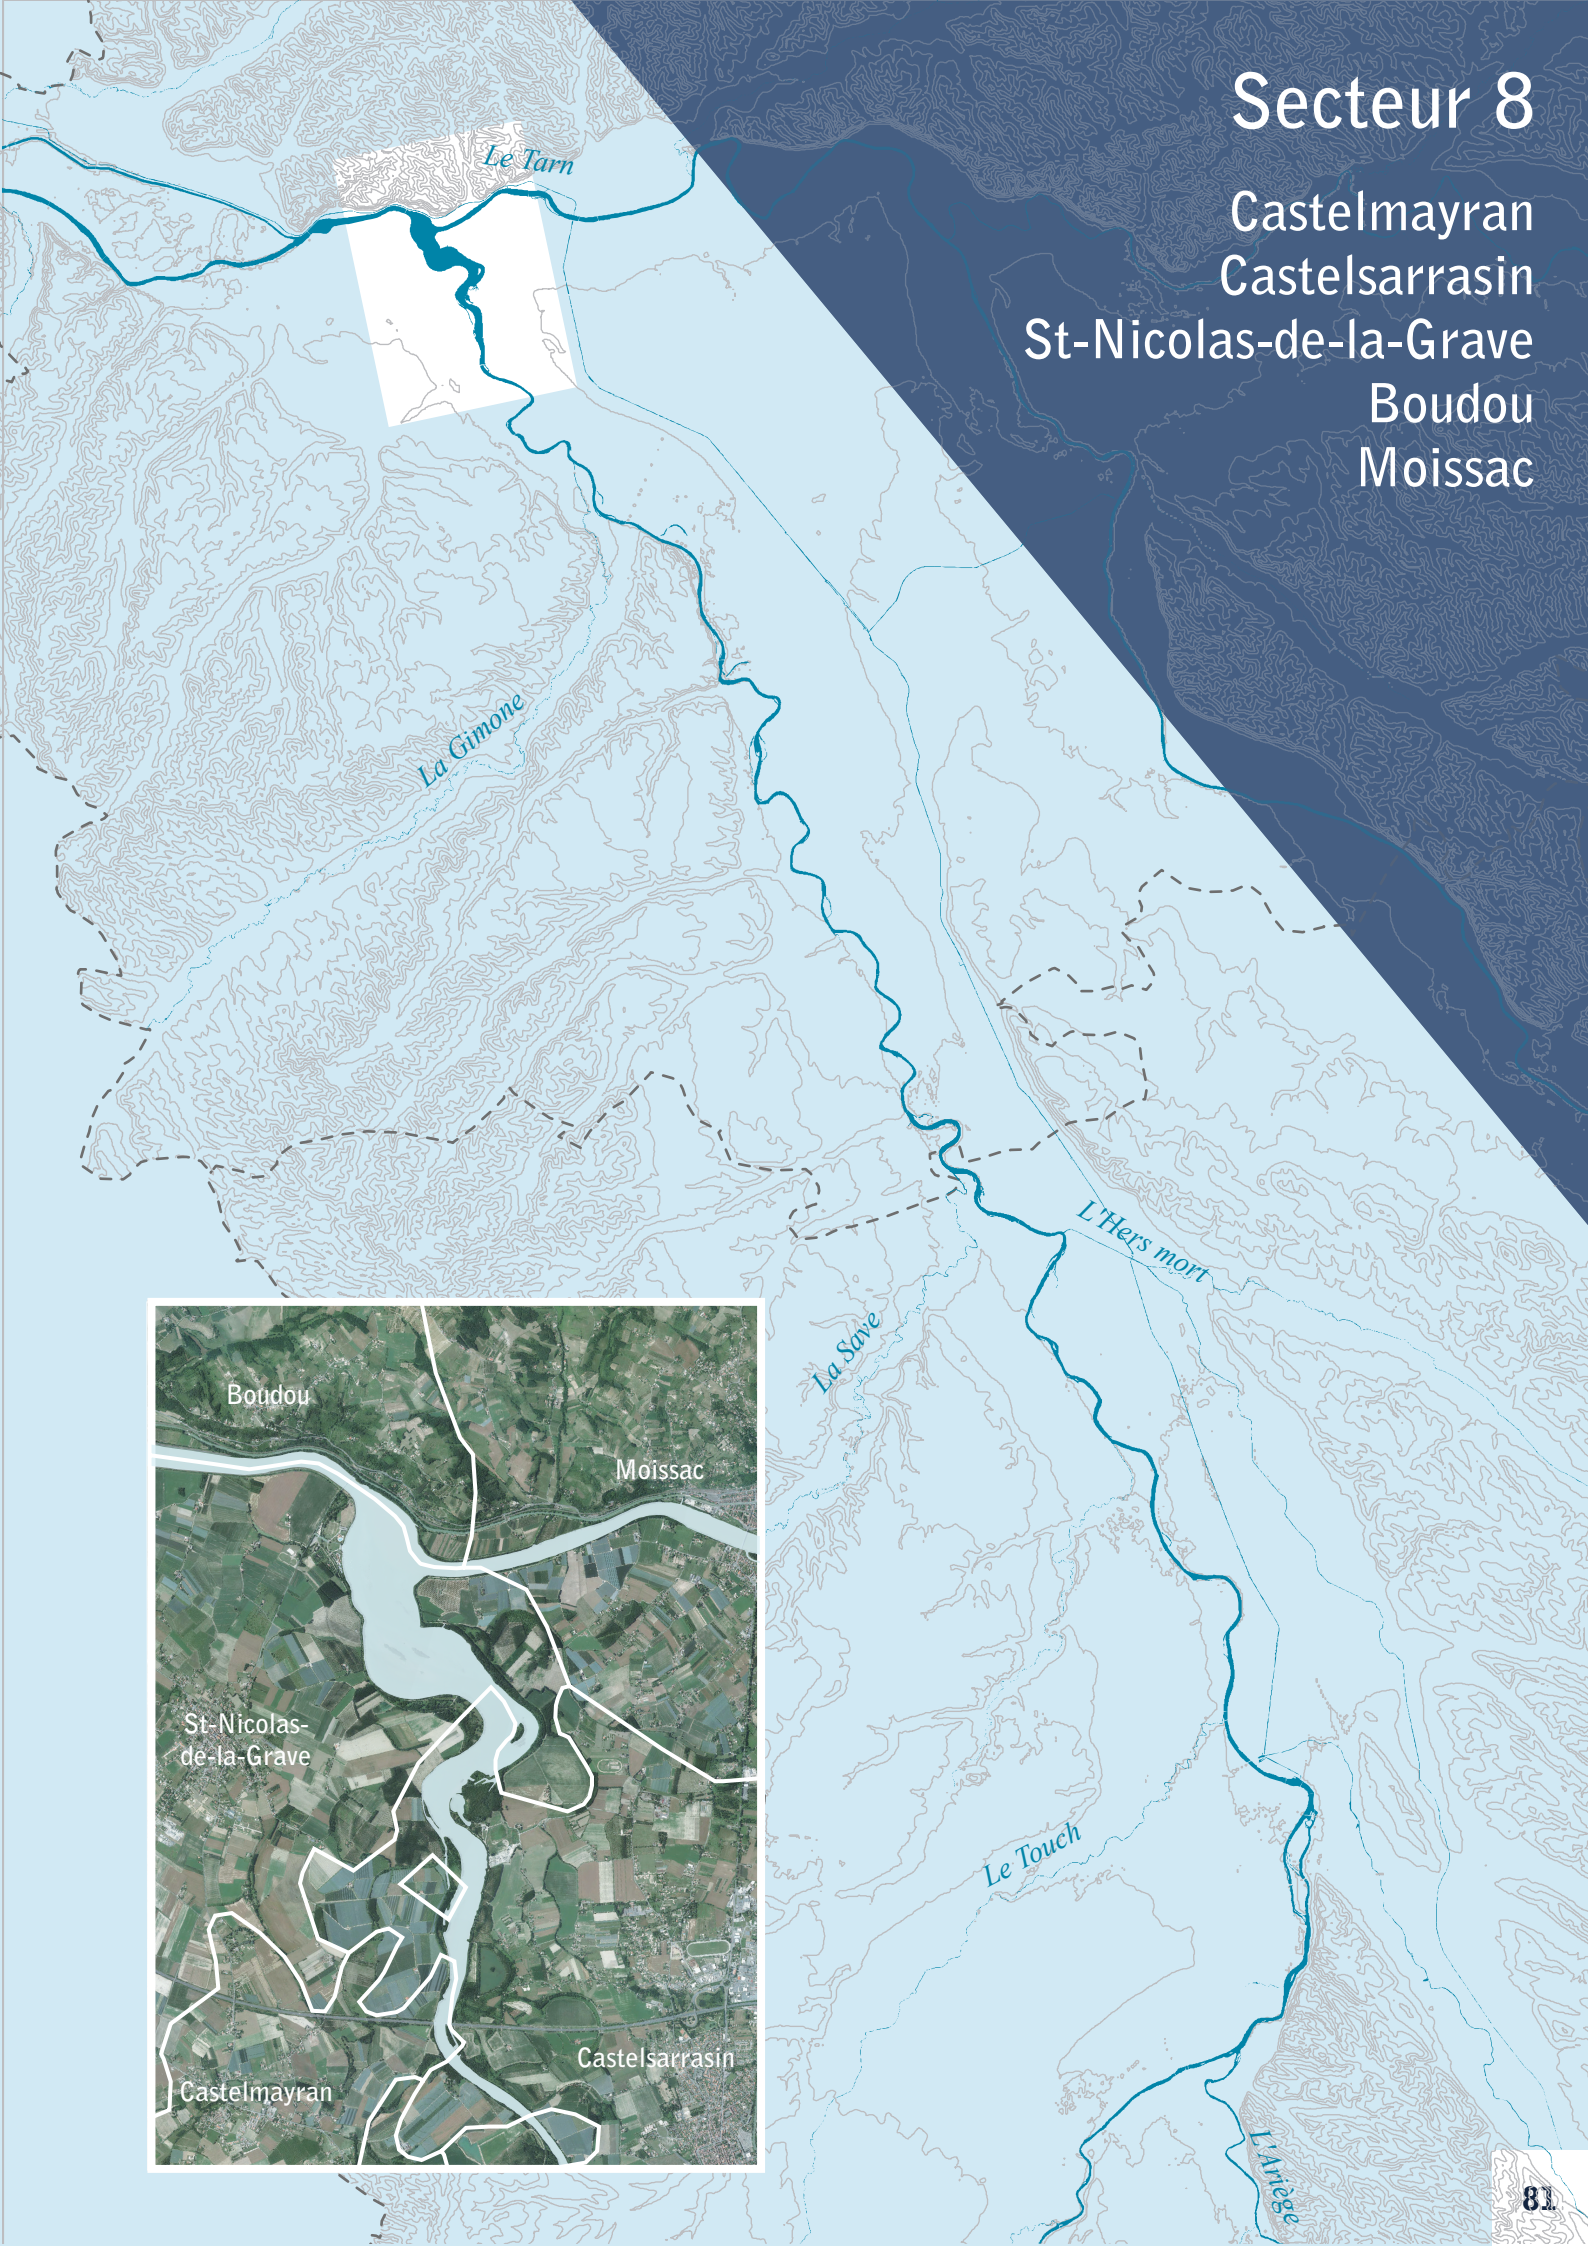 Secteur 8
Castelmayran
Castelsarrasin
St-Nicolas-de-la-Grave
Boudou
Moissac
Le Tarn
La Gimone
L'Hers mort
La Save
Le Touch
L'Ariège
Boudou
Moissac
St-Nicolas-
de-la-Grave
Castelsarrasin
Castelmayran
81